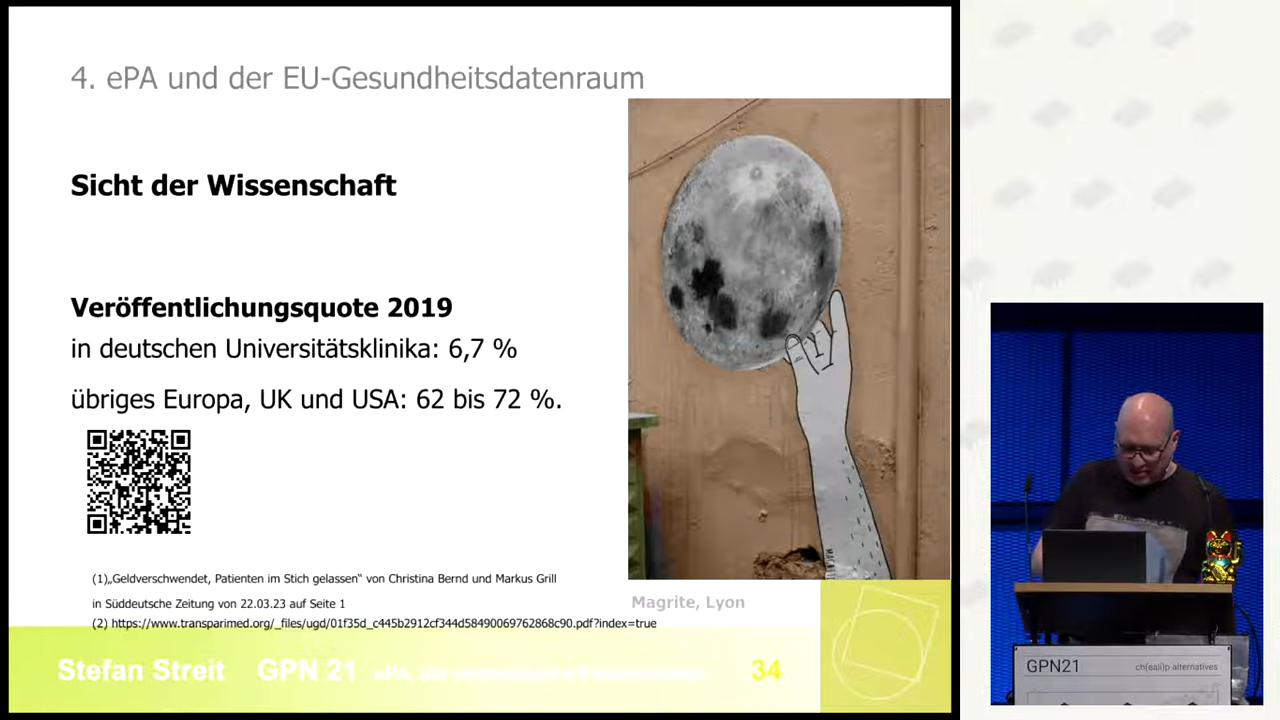 4. ePA und der EU-Gesundheitsdatenraum
Sicht der Wissenschaft
Veröffentlichungsquote 2019
in deutschen Universitätsklinika: 6,7 %
übriges Europa, UK und USA: 62 bis 72 %.
(1)„Geldverschwendet, Patienten im Stich gelassen“ von Christina Bernd und Markus Grill
in Süddeutsche Zeitung von 22.03.23 auf Seite 1
(2) https://www.transparimed.org/_files/ugd/01f35d_c445b2912cf344d58490069762868c90.pdf?index=true
Magrite, Lyon
Stefan Streit GPN 21 ePA, 34
GPN21 ch(ea(i)p alternatives